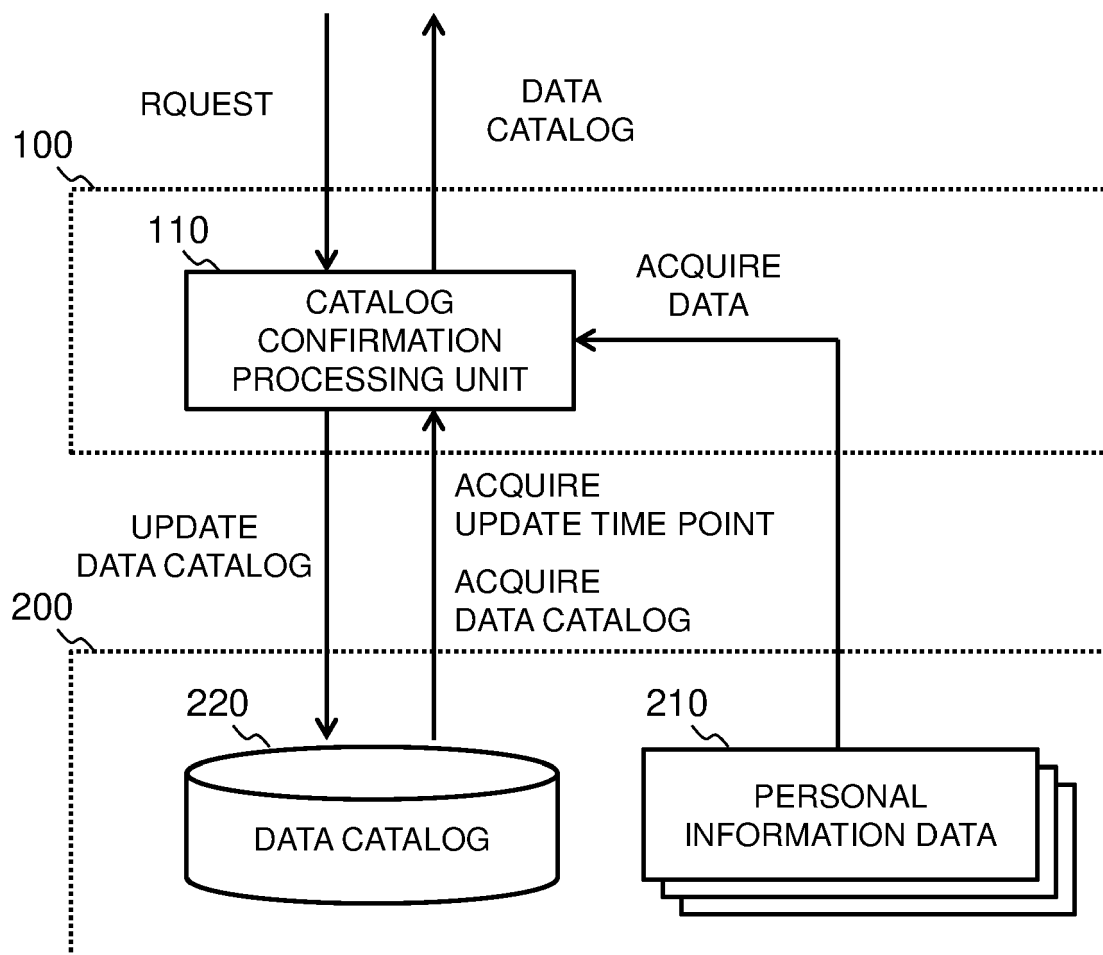 RQUEST
DATA
CATALOG
100
110
CATALOG
CONFIRMATION
PROCESSING UNIT
ACQUIRE
DATA
UPDATE
DATA CATALOG
ACQUIRE
UPDATE TIME POINT
ACQUIRE
DATA CATALOG
200
220
DATA CATALOG
210
PERSONAL
INFORMATION DATA